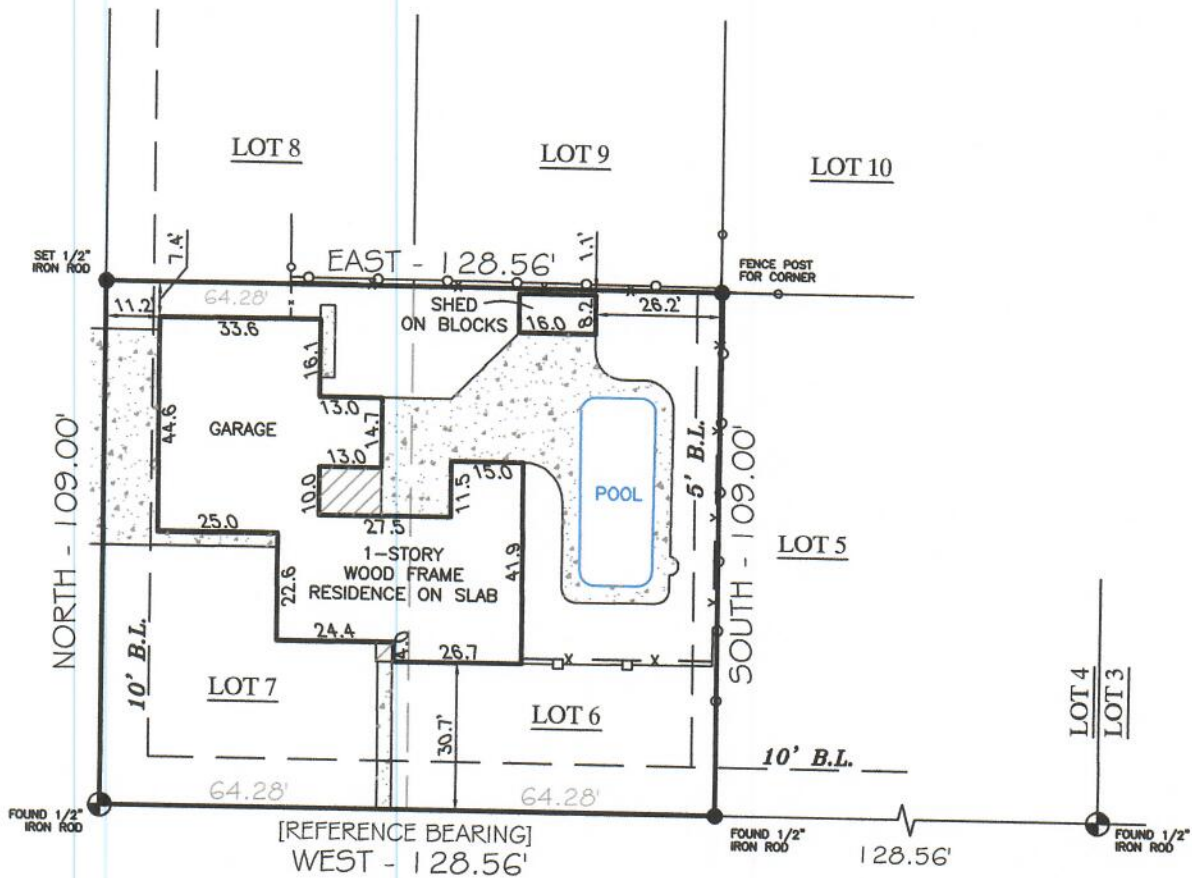 LOT 8
LOT 9
LOT 10
SET 1/2"
IRON ROD
7.4'
EAST - 128.56'
1.1'
FENCE POST
FOR CORNER
11.2'
64.28'
SHED
ON BLOCKS
16.0
8.2
26.2'
33.6
16.1
13.0
14.7
44.6
GARAGE
13.0
10.0
11.5
15.0
27.5
POOL
5' B.L.
NORTH - 109.00'
SOUTH - 109.00'
25.0
22.6
1-STORY
WOOD FRAME
RESIDENCE ON SLAB
41.9
LOT 5
24.4
4.0
26.7
10' B.L.
LOT 7
30.7'
LOT 6
LOT 4
LOT 3
10' B.L.
64.28'
64.28'
FOUND 1/2"
IRON ROD
[REFERENCE BEARING]
WEST - 128.56'
FOUND 1/2"
IRON ROD
128.56'
FOUND 1/2"
IRON ROD